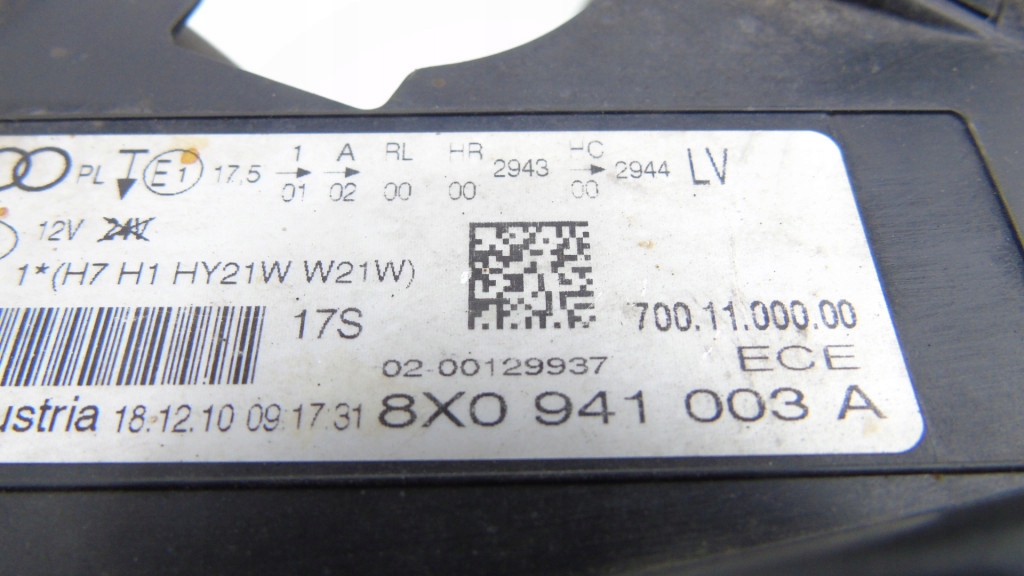 PL E1 17,5 1 A RL HR 2943 HC 2944 LV
01 02 00 00 00
12V 24V
1*(H7 H1 HY21W W21W)
17S 700.11.000.00
02-00129937 ECE
ustria 18.12.10 09:17:31 8X0 941 003 A